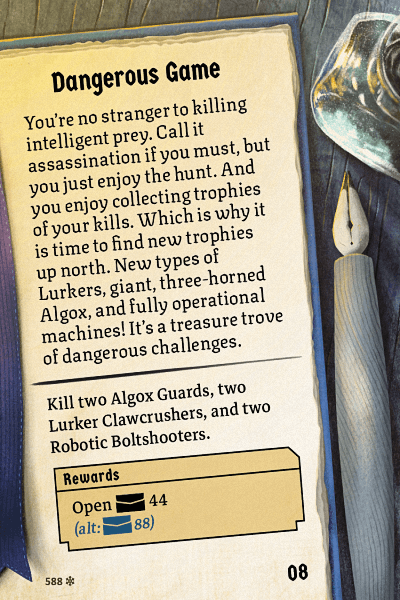 Dangerous Game
You're no stranger to killing
intelligent prey. Call it
assassination if you must, but
you just enjoy the hunt. And
you enjoy collecting trophies
of your kills. Which is why it
is time to find new trophies
up north. New types of
Lurkers, giant, three-horned
Algox, and fully operational
machines! It's a treasure trove
of dangerous challenges.
Kill two Algox Guards, two
Lurker Clawcrushers, and two
Robotic Boltshooters.
Rewards
Open 44
(alt: 88)
588
08